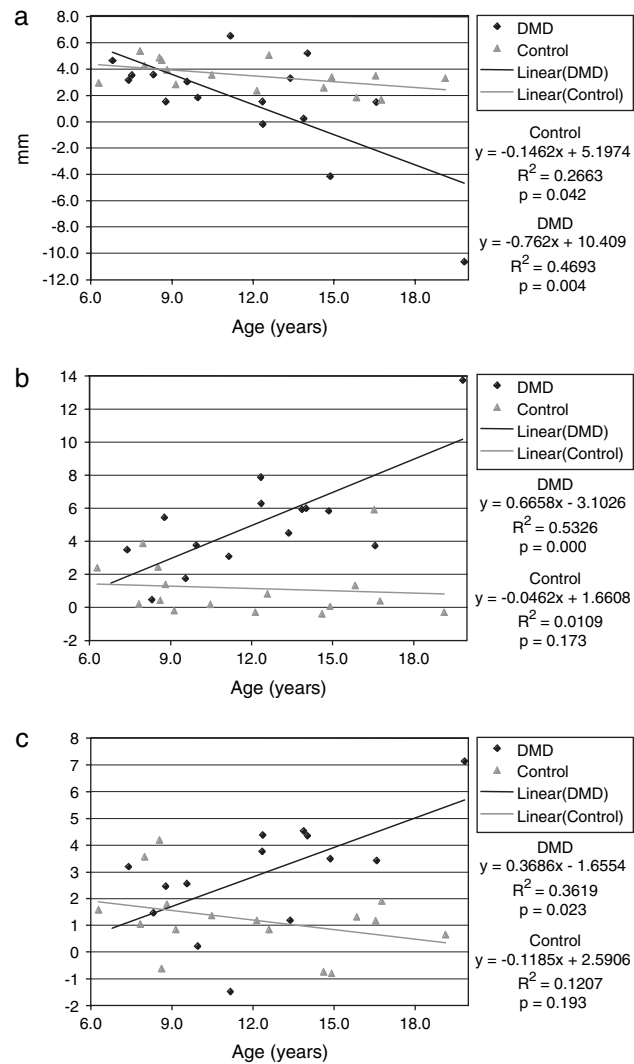 a
8.0
6.0
4.0
2.0
0.0
-2.0
-4.0
-6.0
-8.0
-10.0
-12.0
mm
6.0 9.0 12.0 15.0 18.0
Age (years)
DMD
Control
Linear(DMD)
Linear(Control)
Control
y = -0.1462x + 5.1974
R² = 0.2663
p = 0.042
DMD
y = -0.762x + 10.409
R² = 0.4693
p = 0.004
b
14
12
10
8
6
4
2
0
-2
6.0 9.0 12.0 15.0 18.0
Age (years)
DMD
Control
Linear(DMD)
Linear(Control)
DMD
y = 0.6658x - 3.1026
R² = 0.5326
p = 0.000
Control
y = -0.0462x + 1.6608
R² = 0.0109
p = 0.173
c
8
7
6
5
4
3
2
1
0
-1
-2
6.0 9.0 12.0 15.0 18.0
Age (years)
DMD
Control
Linear(DMD)
Linear(Control)
DMD
y = 0.3686x - 1.6554
R² = 0.3619
p = 0.023
Control
y = -0.1185x + 2.5906
R² = 0.1207
p = 0.193